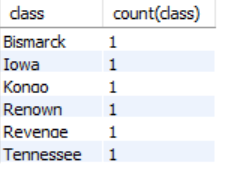 class count(class)
Bismarck 1
Iowa 1
Kongo 1
Renown 1
Revenge 1
Tennessee 1